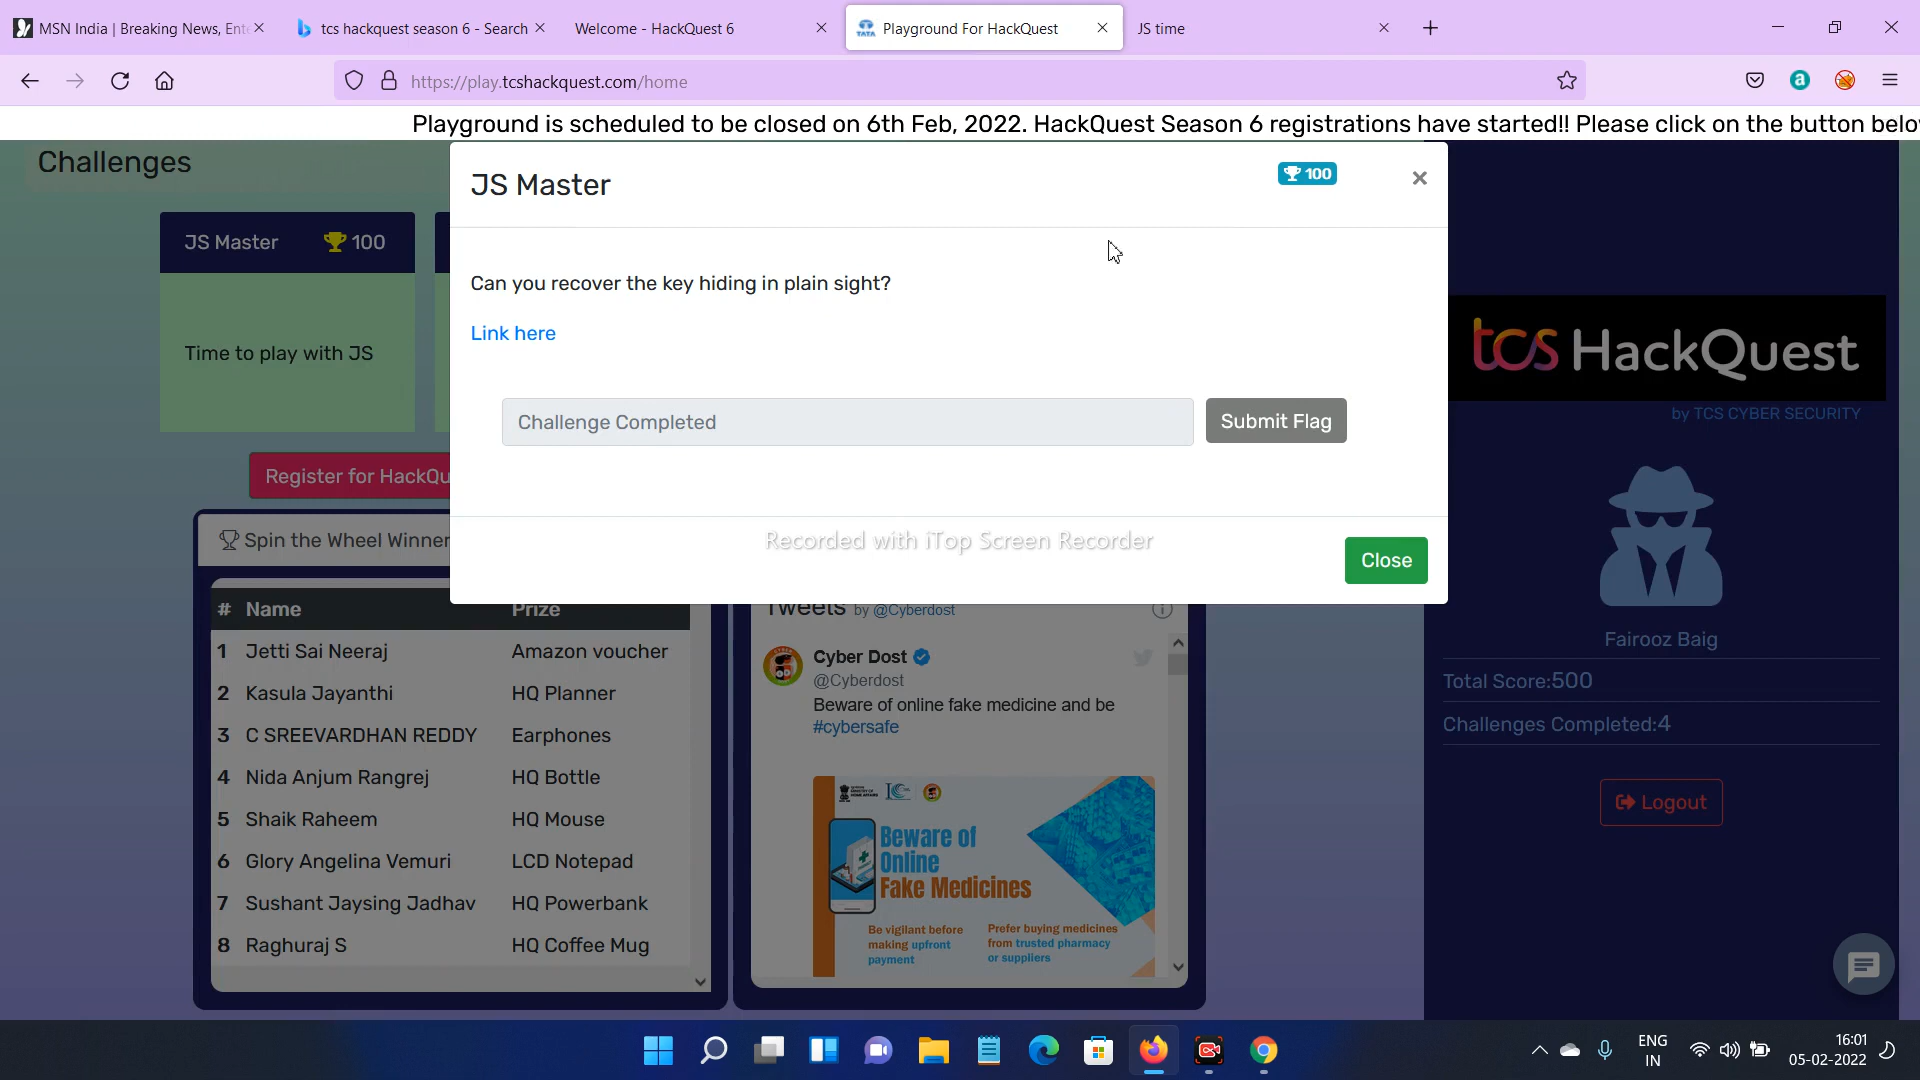 MSN India | Breaking News, Ente
tcs hackquest season 6 - Search
Welcome - HackQuest 6
TATA
Playground For HackQuest
JS time
https://play.tcshackquest.com/home
Playground is scheduled to be closed on 6th Feb, 2022. HackQuest Season 6 registrations have started!! Please click on the button belov
Challenges
JS Master
100
JS Master 100
Can you recover the key hiding in plain sight?
Link here
Time to play with JS
Challenge Completed
Submit Flag
tcs HackQuest
by TCS CYBER SECURITY
Register for HackQu
Spin the Wheel Winner
Recorded with iTop Screen Recorder
Close
# Name Prize
1 Jetti Sai Neeraj Amazon voucher
2 Kasula Jayanthi HQ Planner
3 C SREEVARDHAN REDDY Earphones
4 Nida Anjum Rangrej HQ Bottle
5 Shaik Raheem HQ Mouse
6 Glory Angelina Vemuri LCD Notepad
7 Sushant Jaysing Jadhav HQ Powerbank
8 Raghuraj S HQ Coffee Mug
Tweets by @Cyberdost
Cyber Dost
@Cyberdost
Beware of online fake medicine and be
#cybersafe
Beware of
Online
Fake Medicines
Be vigilant before
making upfront
payment
Prefer buying medicines
from trusted pharmacy
or suppliers
Fairooz Baig
Total Score:500
Challenges Completed:4
Logout
ENG
IN
16:01
05-02-2022